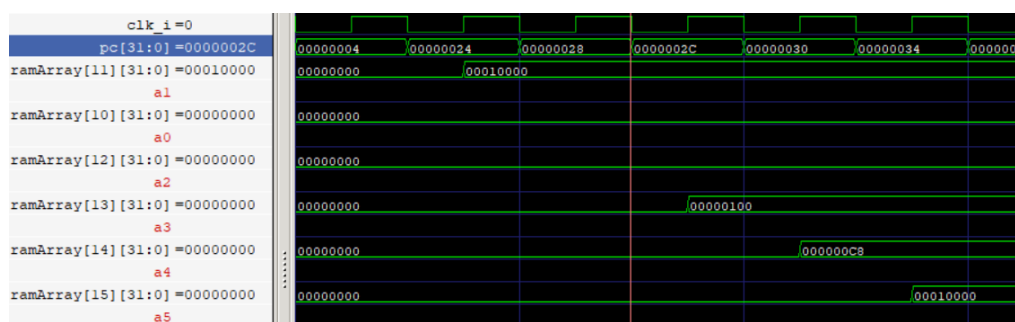 clk_i=0
pc[31:0]=0000002C 00000004 00000024 00000028 0000002C 00000030 00000034 000000
ramArray[11][31:0]=00010000 00000000 00010000
a1
ramArray[10][31:0]=00000000 00000000
a0
ramArray[12][31:0]=00000000 00000000
a2
ramArray[13][31:0]=00000000 00000000 00000100
a3
ramArray[14][31:0]=00000000 00000000 000000C8
a4
ramArray[15][31:0]=00000000 00000000 00010000
a5